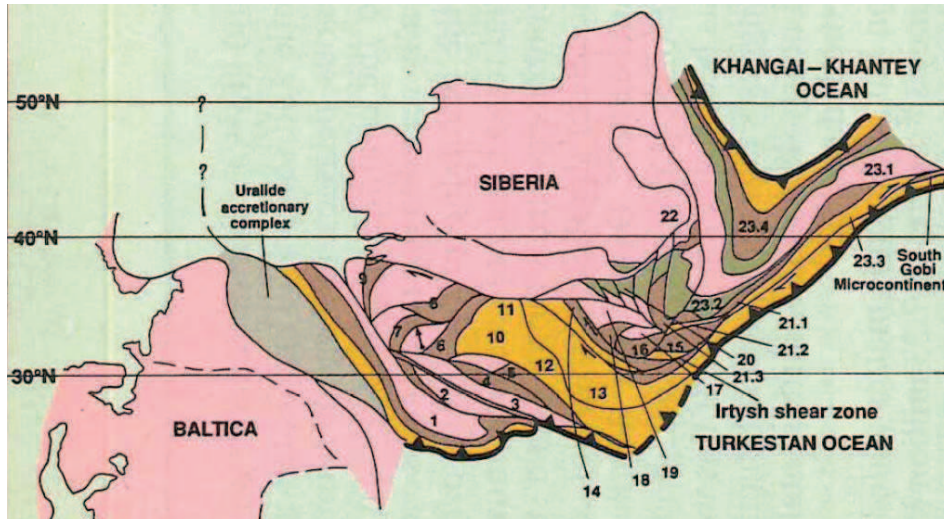 KHANGAI–KHANTEY
OCEAN
50°N
?
?
Uralide
accretionary
complex
SIBERIA
23.1
22
23.4
40°N
23.3
South
Gobi
Microcontinent
9
23.2
8
11
21.1
7
6
10
16
15
21.2
12
20
5
21.3
30°N
4
17
2
13
3
Irtysh shear zone
1
BALTICA
TURKESTAN OCEAN
19
18
14